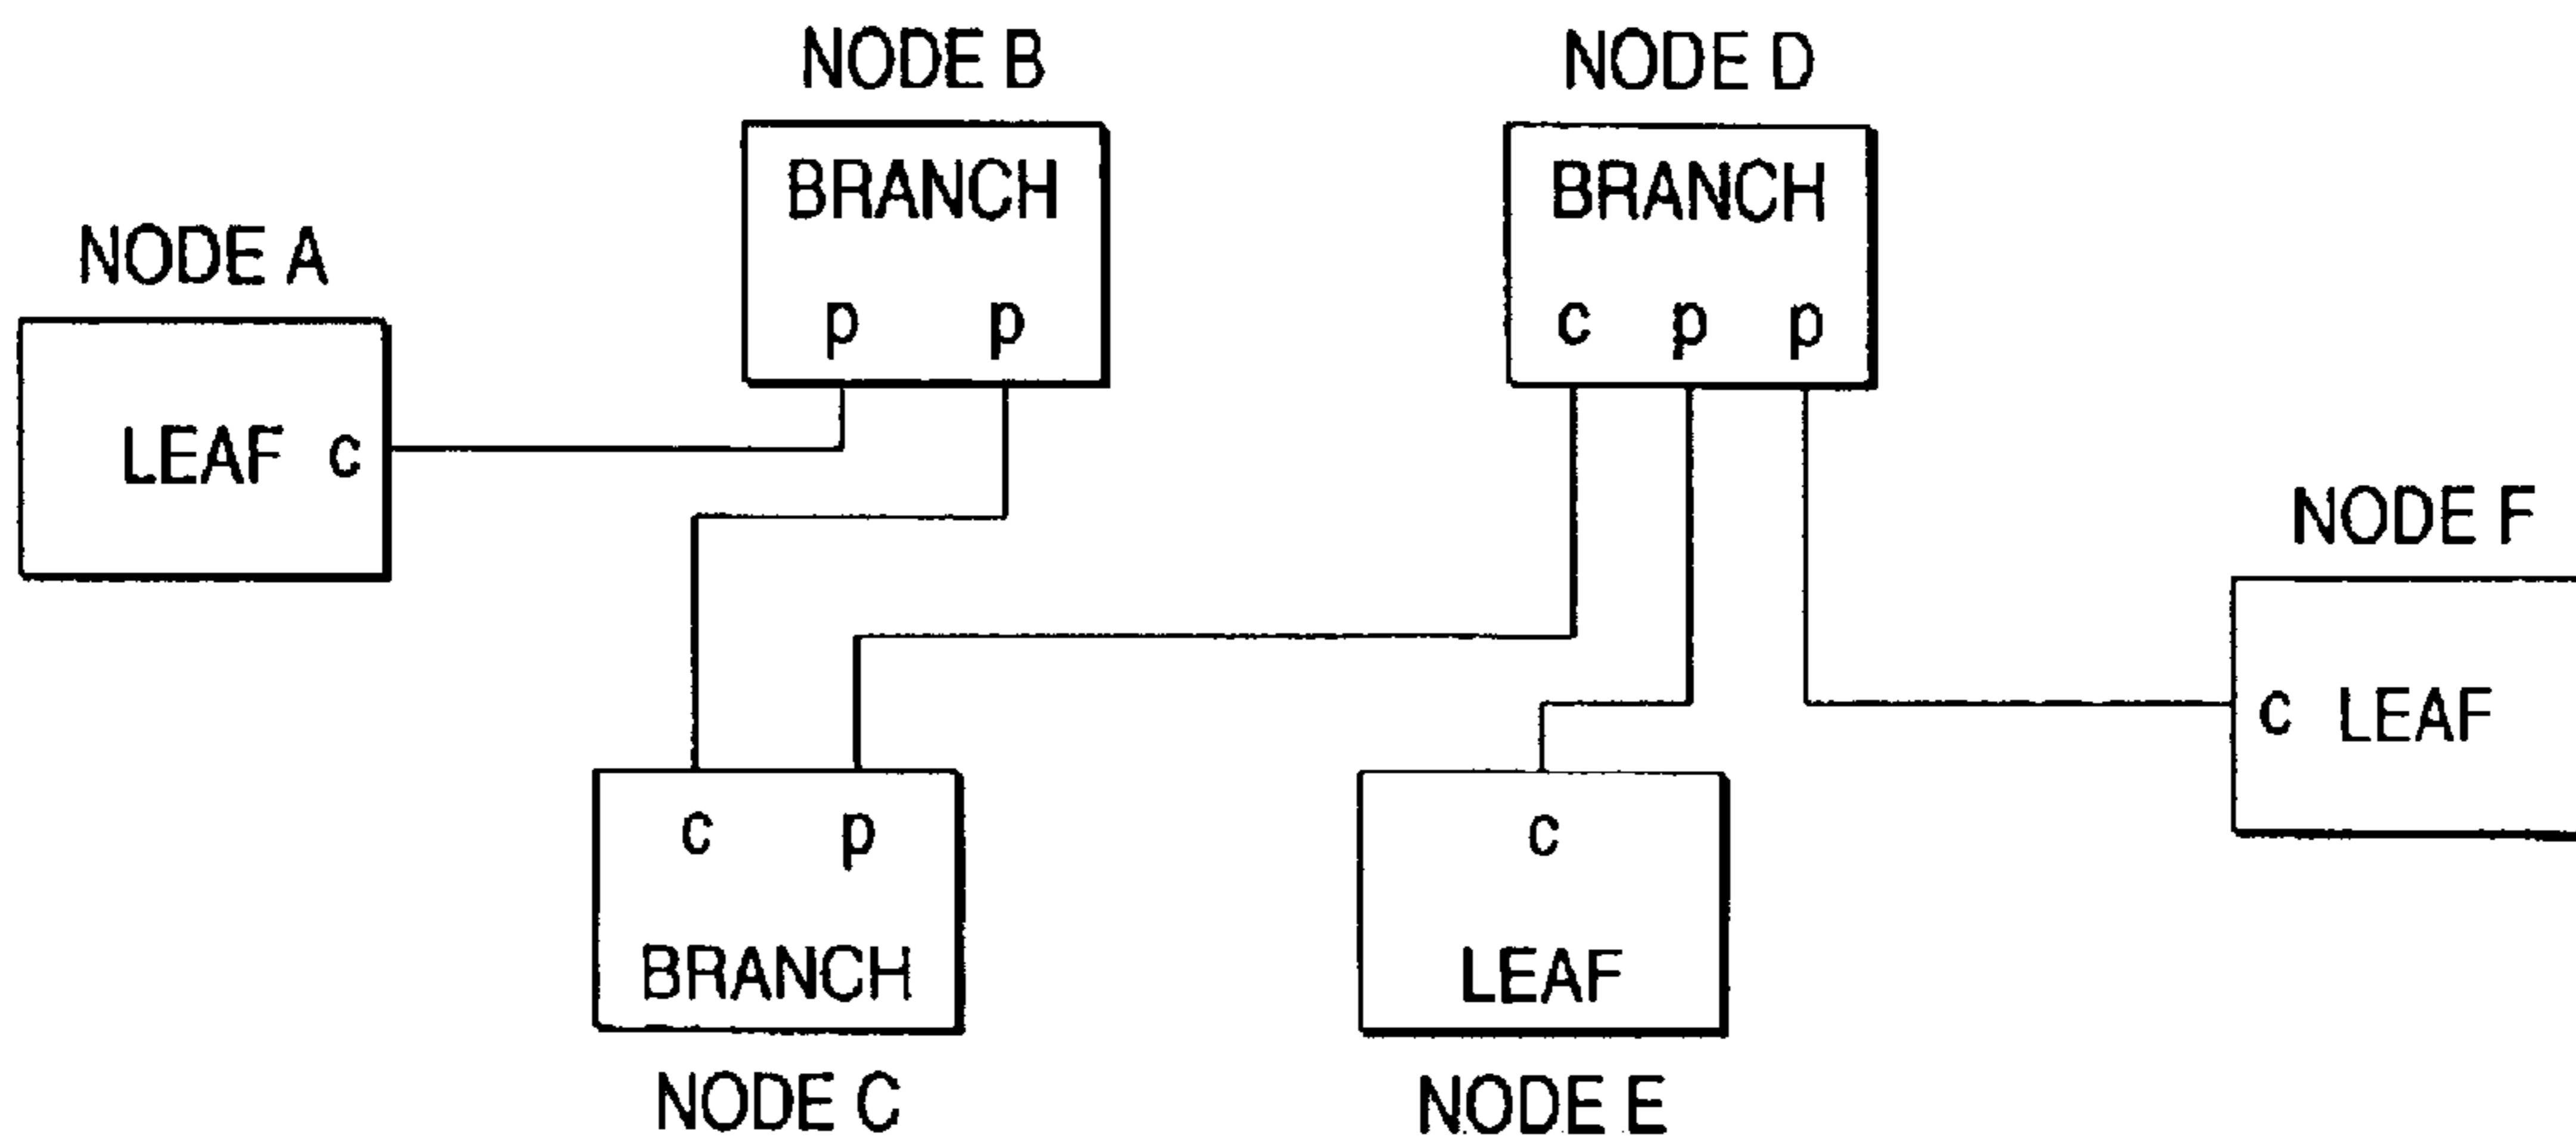 NODE B
NODE D
BRANCH
p p
BRANCH
c p p
NODE A
LEAF c
NODE F
c LEAF
c p
BRANCH
NODE C
c
LEAF
NODE E